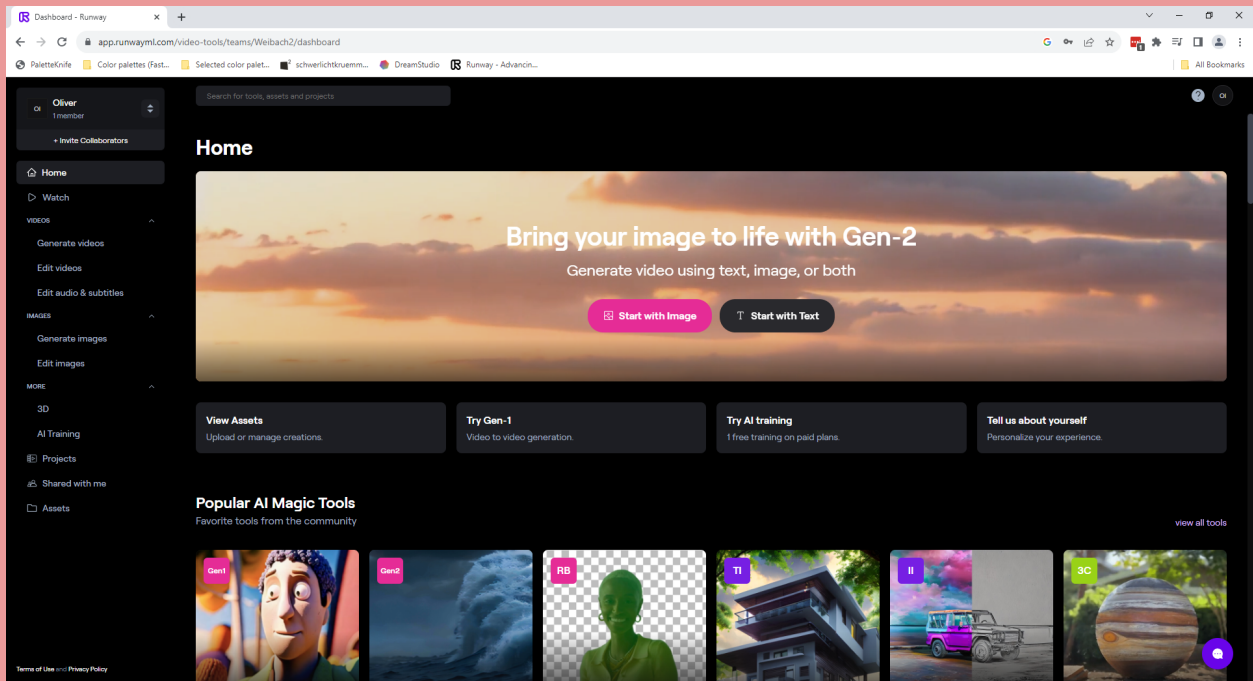 Dashboard - Runway
app.runwayml.com/video-tools/teams/Weibach2/dashboard
PaletteKnife
Color palettes (Fast...
Selected color palet...
schwerlichtkruemm...
DreamStudio
Runway - Advancin...
All Bookmarks
OI
Oliver
1 member
+ Invite Collaborators
Search for tools, assets and projects
?
OI
Home
Watch
VIDEOS
Generate videos
Edit videos
Edit audio & subtitles
IMAGES
Generate images
Edit images
MORE
3D
AI Training
Projects
Shared with me
Assets
Terms of Use and Privacy Policy
Home
Bring your image to life with Gen-2
Generate video using text, image, or both
Start with Image
Start with Text
View Assets
Upload or manage creations.
Try Gen-1
Video to video generation.
Try AI training
1 free training on paid plans.
Tell us about yourself
Personalize your experience.
Popular AI Magic Tools
Favorite tools from the community
view all tools
Gen1
Gen2
RB
TI
II
3C